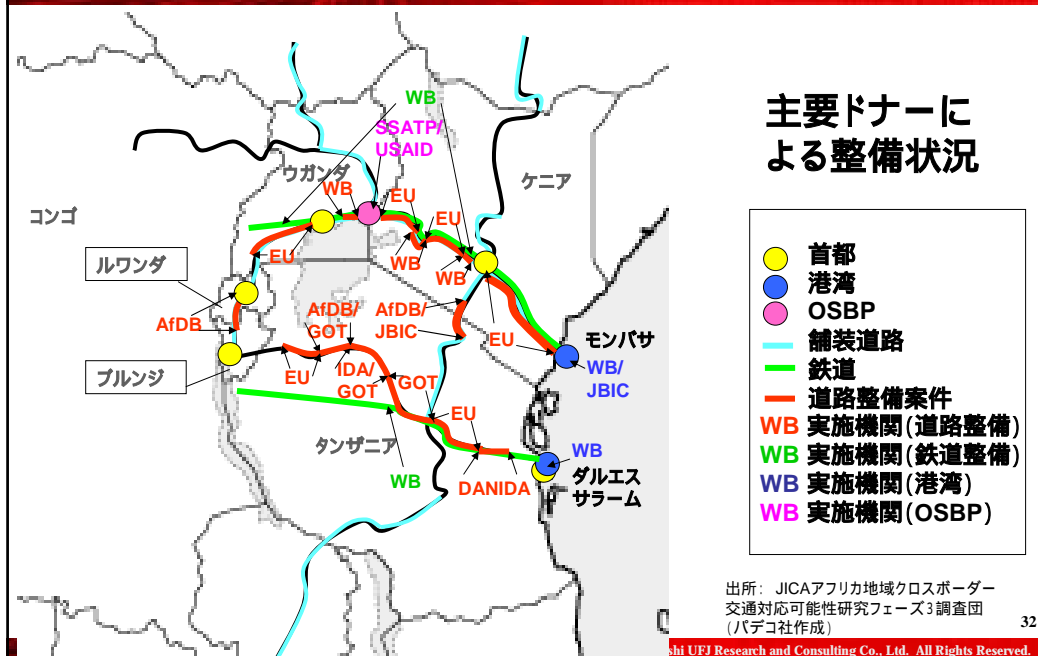 主要ドナーに
よる整備状況
WB
SSATP/
USAID
ウガンダ
ケニア
コンゴ
WB
EU
EU
EU
WB
WB
ルワンダ
AfDB
AfDB/
GOT
AfDB/
JBIC
EU
モンバサ
WB/
JBIC
ブルンジ
EU
IDA/
GOT
GOT
EU
タンザニア
WB
WB
DANIDA
ダルエス
サラーム
首都
港湾
OSBP
舗装道路
鉄道
道路整備案件
WB 実施機関(道路整備)
WB 実施機関(鉄道整備)
WB 実施機関(港湾)
WB 実施機関(OSBP)
出所: JICAアフリカ地域クロスボーダー
交通対応可能性研究フェーズ3調査団
(パデコ社作成)
32
shi UFJ Research and Consulting Co., Ltd. All Rights Reserved.